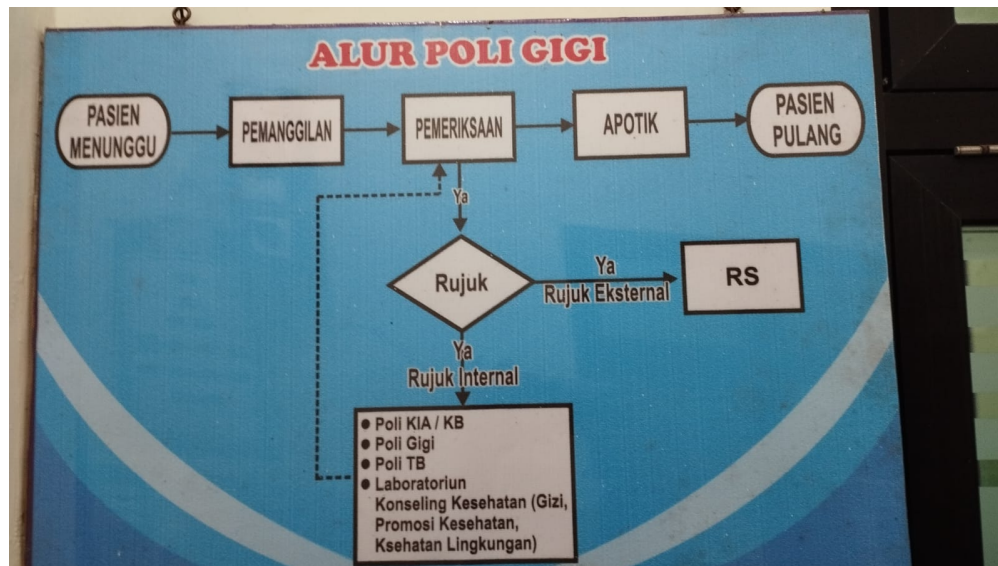 ALUR POLI GIGI
PASIEN
MENUNGGU
PEMANGGILAN
PEMERIKSAAN
APOTIK
PASIEN
PULANG
Ya
Rujuk
Ya
Rujuk Eksternal
RS
Ya
Rujuk Internal
● Poli KIA / KB
● Poli Gigi
● Poli TB
● Laboratoriun
Konseling Kesehatan (Gizi,
Promosi Kesehatan,
Ksehatan Lingkungan)